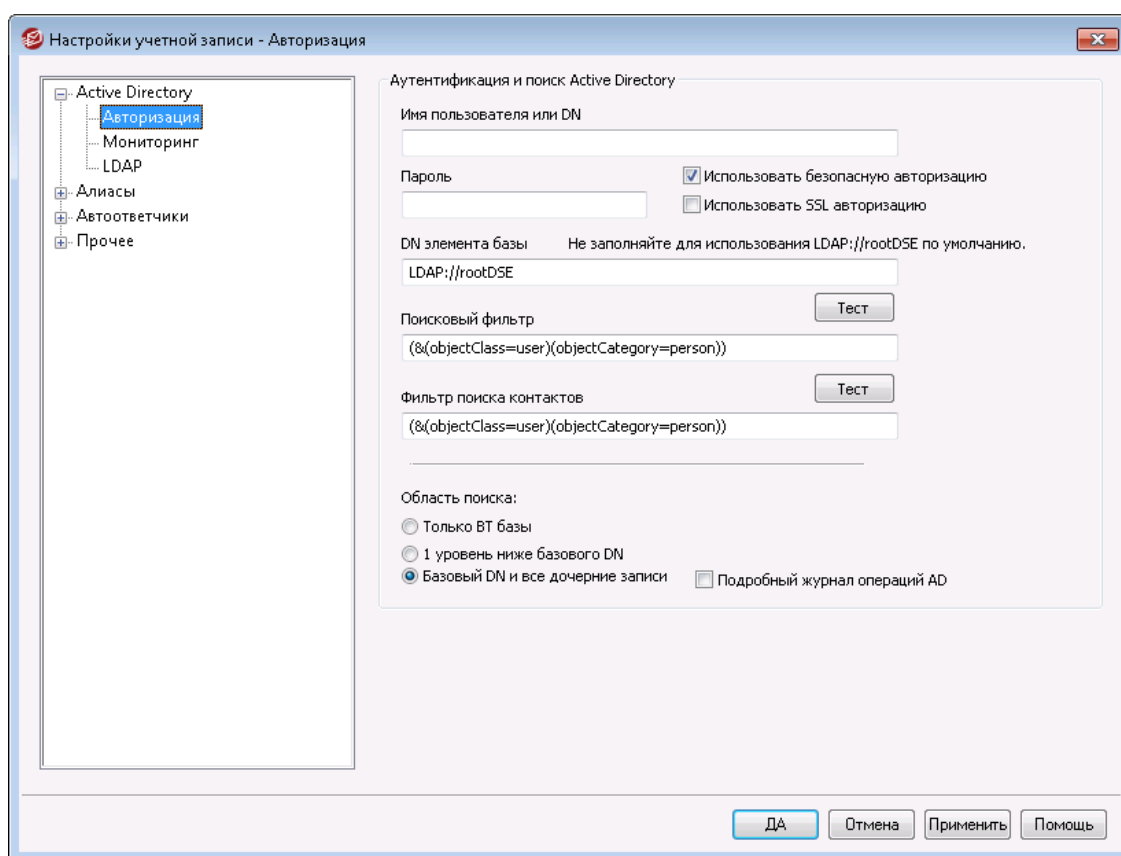 Настройки учетной записи - Авторизация
Active Directory
Авторизация
Мониторинг
LDAP
Алиасы
Автоответчики
Прочее
Аутентификация и поиск Active Directory
Имя пользователя или DN
Пароль
Использовать безопасную авторизацию
Использовать SSL авторизацию
DN элемента базы Не заполняйте для использования LDAP://rootDSE по умолчанию.
LDAP://rootDSE
Тест
Поисковый фильтр
(&(objectClass=user)(objectCategory=person))
Тест
Фильтр поиска контактов
(&(objectClass=user)(objectCategory=person))
Область поиска:
Только ВТ базы
1 уровень ниже базового DN
Базовый DN и все дочерние записи Подробный журнал операций AD
ДА Отмена Применить Помощь